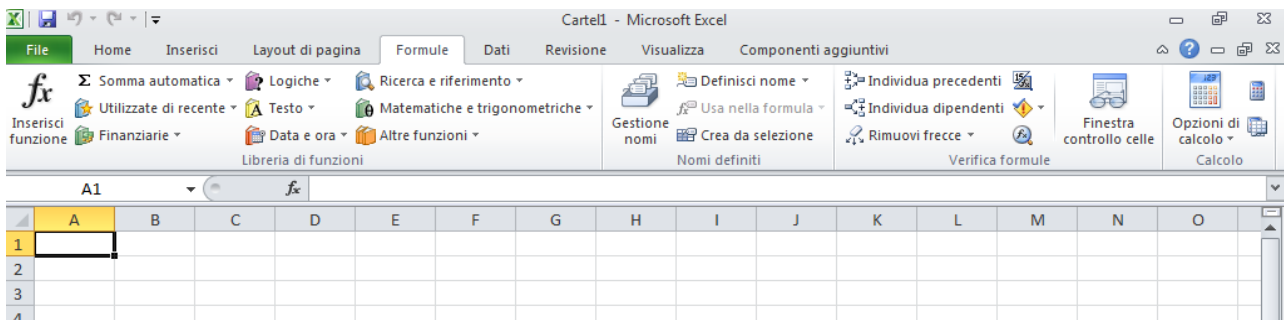 Cartel1 - Microsoft Excel
File Home Inserisci Layout di pagina Formule Dati Revisione Visualizza Componenti aggiuntivi
fx Inserisci funzione
Σ Somma automatica
Utilizzate di recente
Finanziarie
Logiche
Testo
Data e ora
Ricerca e riferimento
Matematiche e trigonometriche
Altre funzioni
Libreria di funzioni
Gestione nomi
Definisci nome
Usa nella formula
Crea da selezione
Nomi definiti
Individua precedenti
Individua dipendenti
Rimuovi frecce
Finestra controllo celle
Verifica formule
Opzioni di calcolo
Calcolo
A1 fx
A B C D E F G H I J K L M N O
1
2
3
4